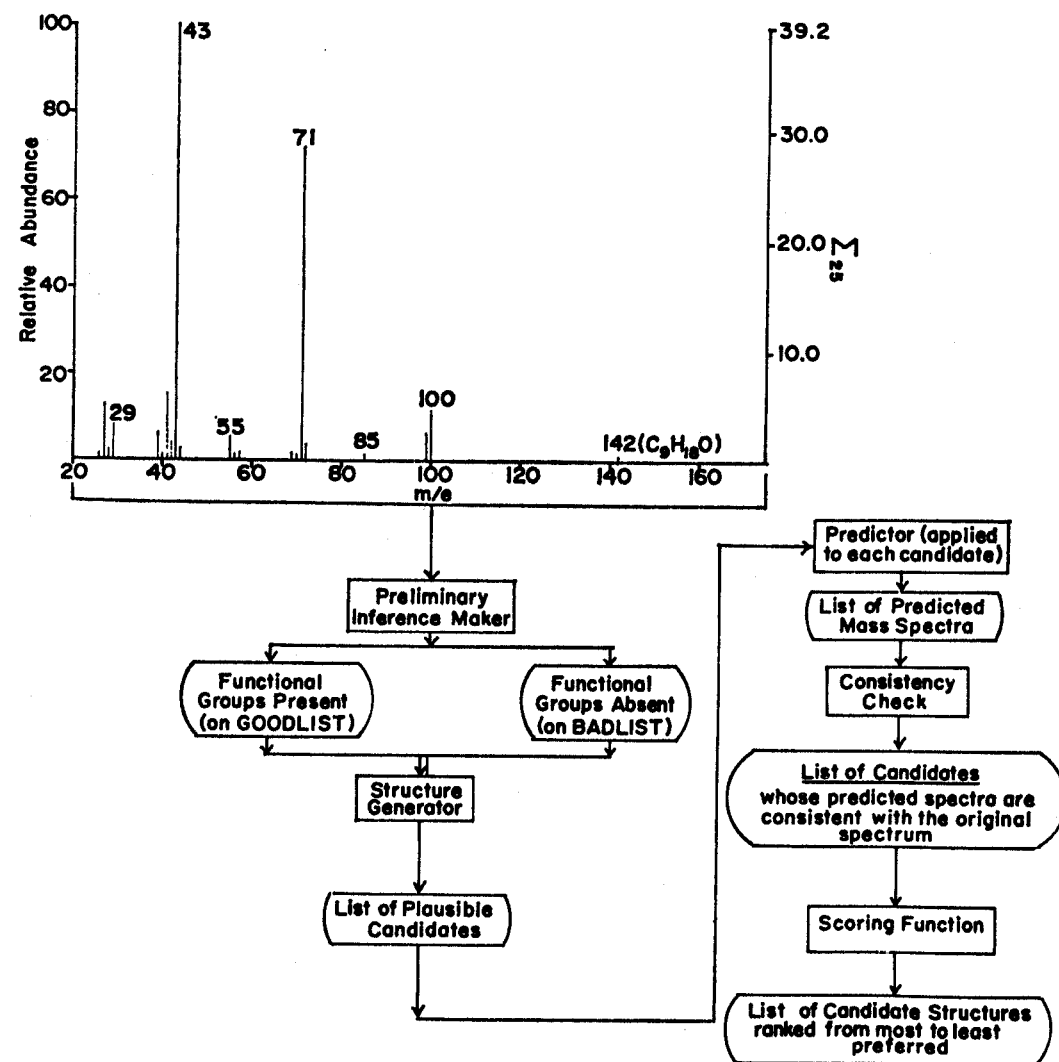 100
43
39.2
80
71
30.0
60
Relative Abundance
20.0
Σ
25
40
20
10.0
29
55
85
100
142(C₉H₁₈O)
20 40 60 80 100 120 140 160
m/e
Preliminary
Inference Maker
Functional
Groups Present
(on GOODLIST)
Functional
Groups Absent
(on BADLIST)
Structure
Generator
List of Plausible
Candidates
Predictor (applied
to each candidate)
List of Predicted
Mass Spectra
Consistency
Check
List of Candidates
whose predicted spectra are
consistent with the original
spectrum
Scoring Function
List of Candidate Structures
ranked from most to least
preferred